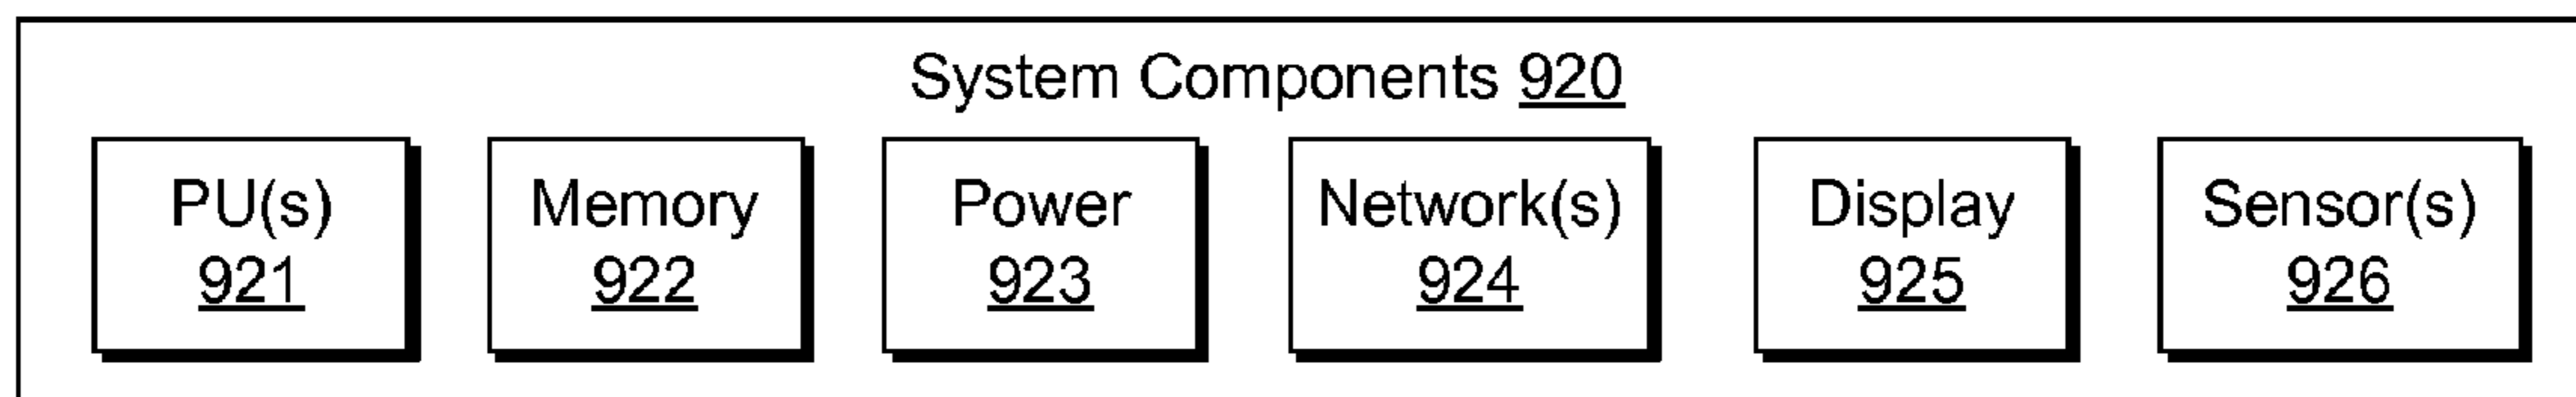 System Components 920
PU(s) Memory Power Network(s) Display Sensor(s)
921 922 923 924 925 926